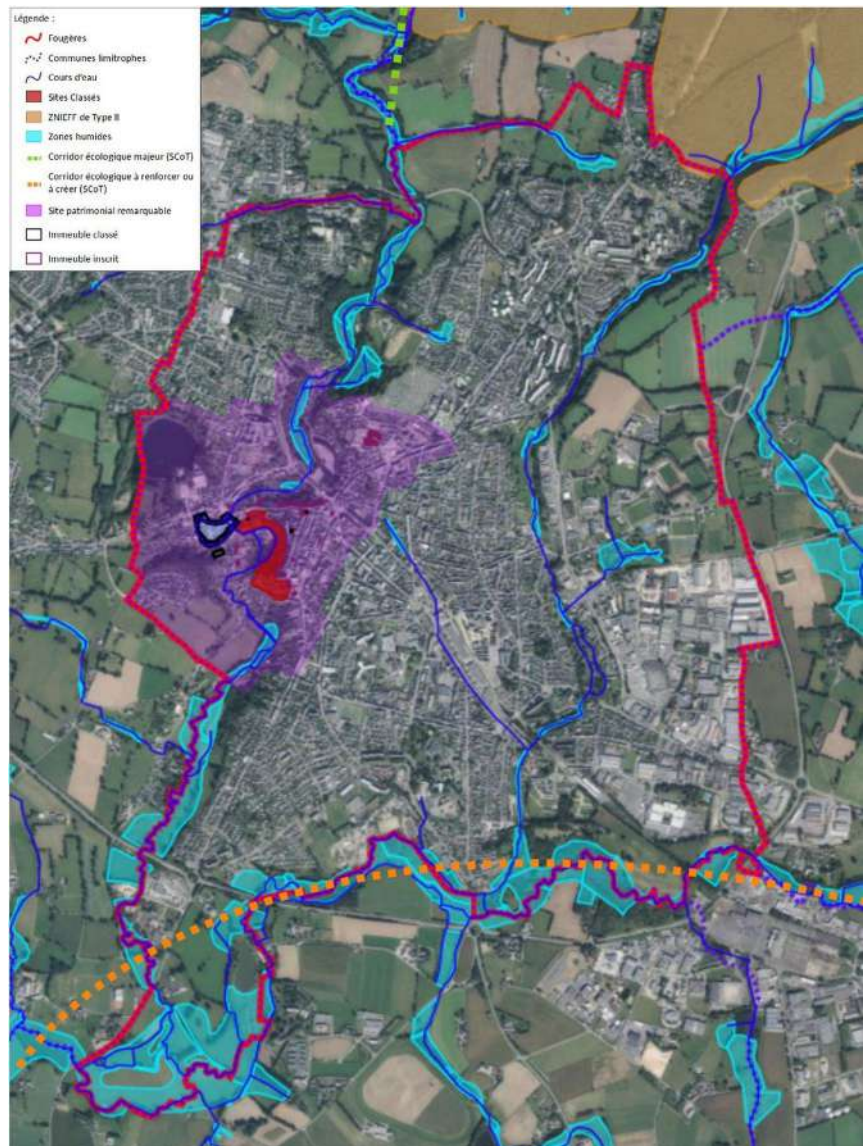 Légende :
Fougères
Communes limitrophes
Cours d'eau
Sites Classés
ZNIEFF de Type II
Zones humides
Corridor écologique majeur (SCoT)
Corridor écologique à renforcer ou
à créer (SCoT)
Site patrimonial remarquable
Immeuble classé
Immeuble inscrit